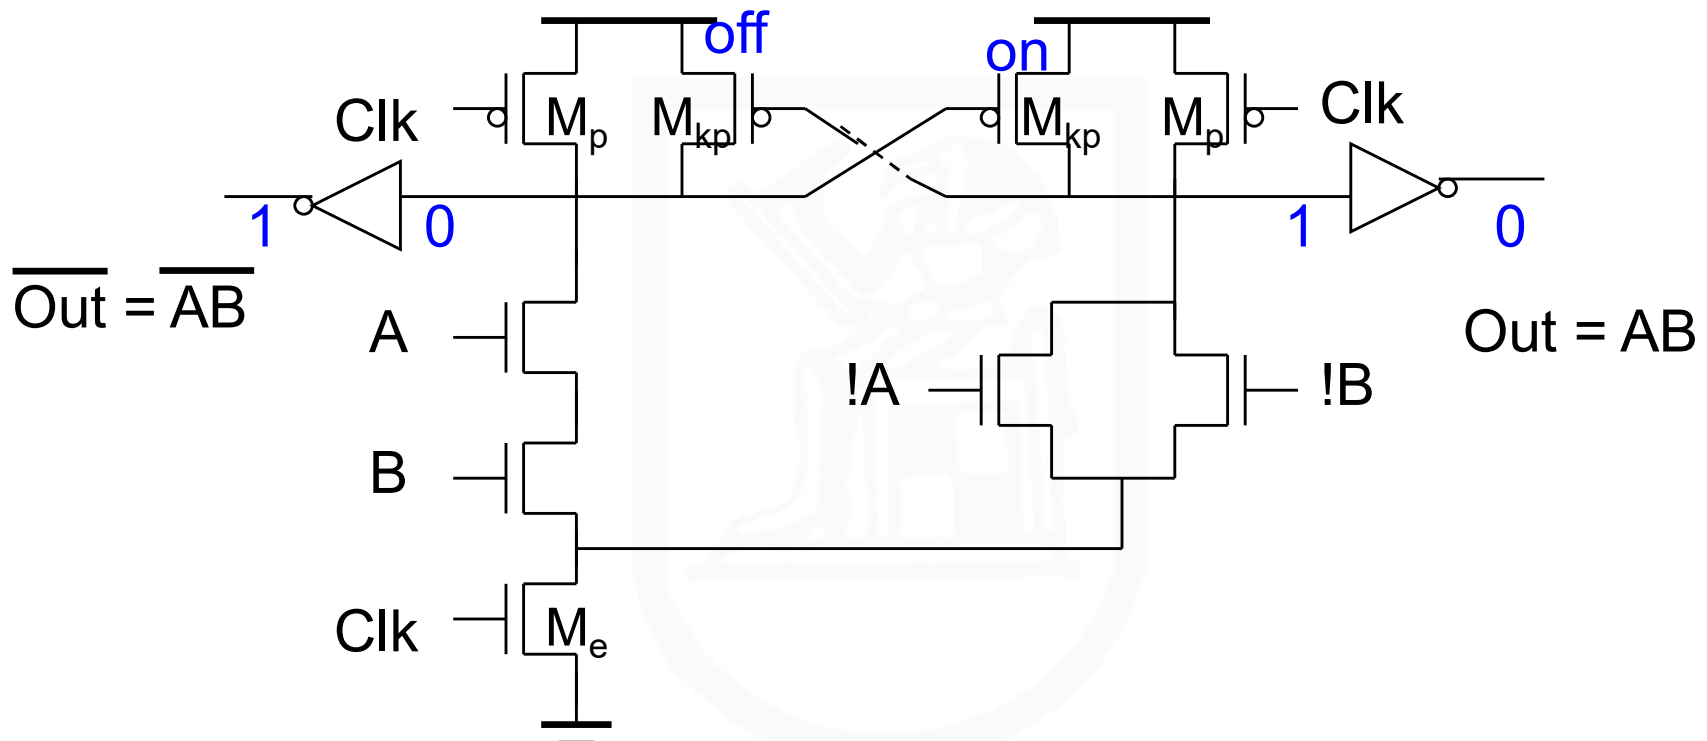 off
on
Clk
Mp
Mkp
Mkp
Mp
Clk
1
0
1
0
Out = AB
A
Out = AB
!A
!B
B
Clk
Me